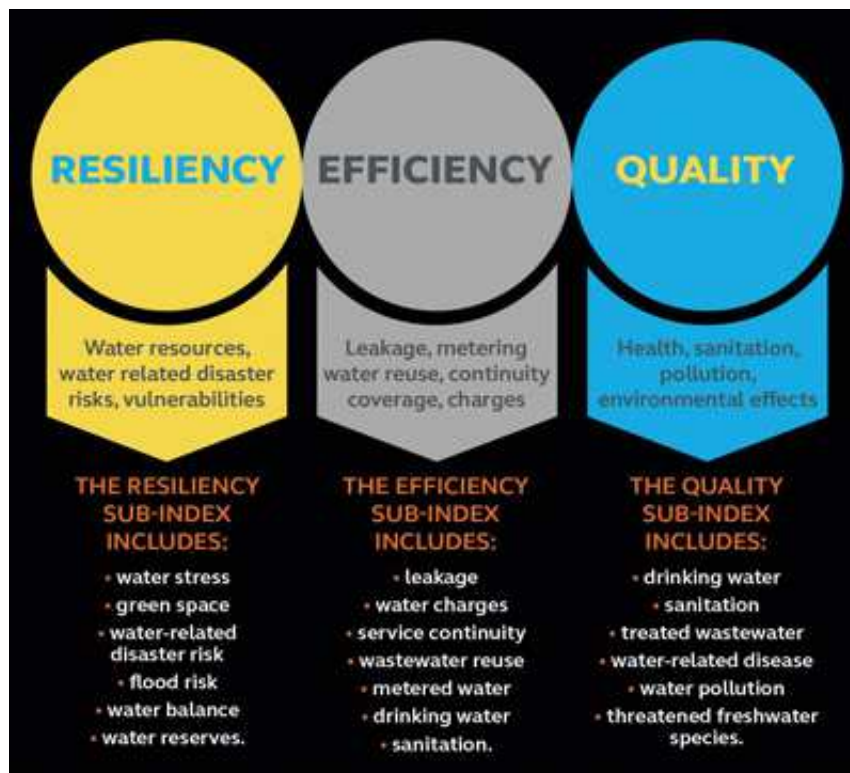 RESILIENCY
Water resources,
water related disaster
risks, vulnerabilities
THE RESILIENCY
SUB-INDEX
INCLUDES:
• water stress
• green space
• water-related
disaster risk
• flood risk
• water balance
• water reserves.
EFFICIENCY
Leakage, metering
water reuse, continuity
coverage, charges
THE EFFICIENCY
SUB-INDEX
INCLUDES:
• leakage
• water charges
• service continuity
• wastewater reuse
• metered water
• drinking water
• sanitation.
QUALITY
Health, sanitation,
pollution,
environmental effects
THE QUALITY
SUB-INDEX
INCLUDES:
• drinking water
• sanitation
• treated wastewater
• water-related disease
• water pollution
• threatened freshwater
species.